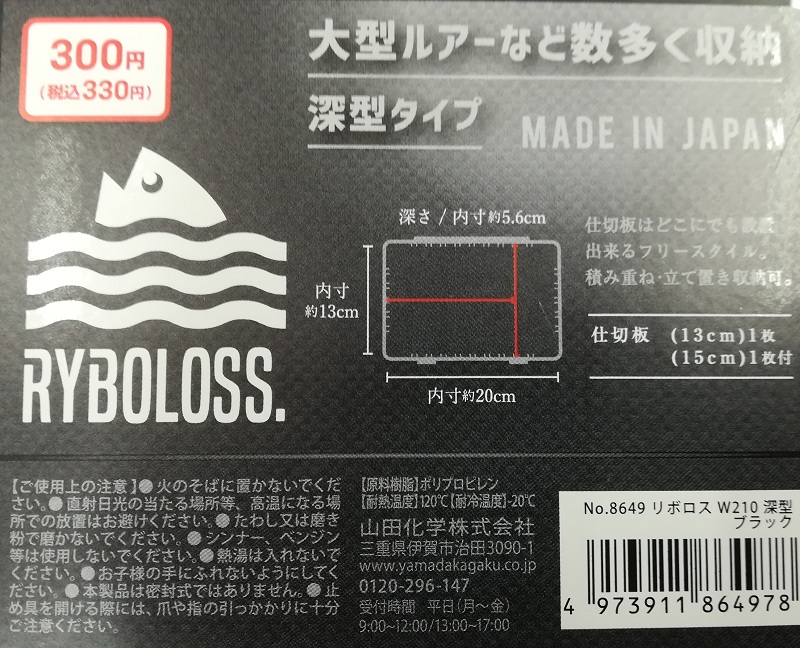 300円
(税込330円)
大型ルアーなど数多く収納
深型タイプ
MADE IN JAPAN
深さ / 内寸約5.6cm
内寸
約13cm
内寸約20cm
仕切板はどこにでも設置
出来るフリースタイル。
積み重ね・立て置き収納可。
仕切板 (13cm)1枚
(15cm)1枚付
RYBOLOSS.
【ご使用上の注意】●火のそばに置かないでくだ
さい。●直射日光の当たる場所等、高温になる場
所での放置はお避けください。●たわし又は磨き
粉で磨かないでください。●シンナー、ベンジン
等は使用しないでください。●熱湯は入れないで
ください。●お子様の手にふれないようにしてく
ださい。●本製品は密封式ではありません。●止
め具を開ける際には、爪や指の引っかかりに十分
ご注意ください。
【原料樹脂】ポリプロピレン
【耐熱温度】120℃【耐冷温度】-20℃
山田化学株式会社
三重県伊賀市治田3090-1
www.yamadakagaku.co.jp
0120-296-147
受付時間 平日(月~金)
9:00~12:00/13:00~17:00
No.8649 リボロス W210 深型
ブラック
4 973911 864978